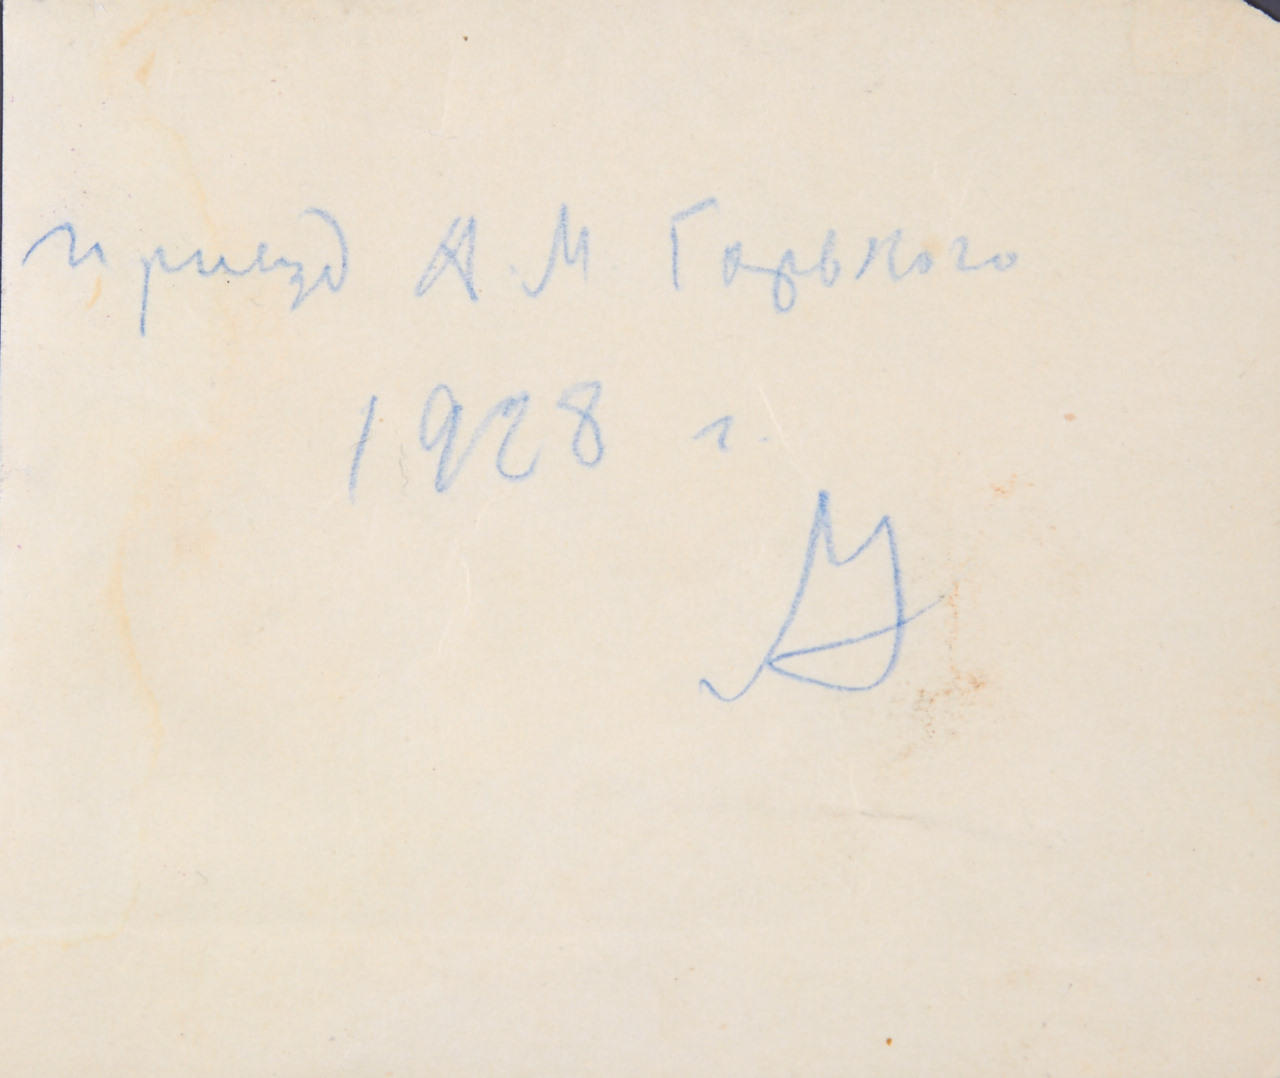 приезд А.М Горького
1928 г.